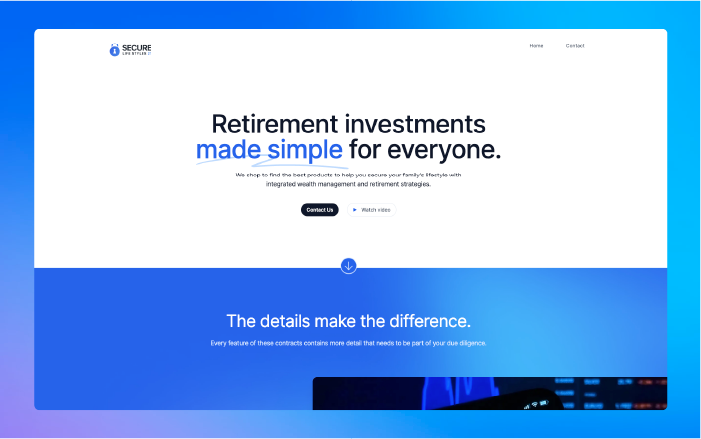 SECURE
LIFE STYLES
Home
Contact
Retirement investments
made simple for everyone.
We shop to find the best products to help you secure your family's lifestyle with
integrated wealth management and retirement strategies.
Contact Us
Watch video
The details make the difference.
Every feature of these contracts contains more detail that needs to be part of your due diligence.